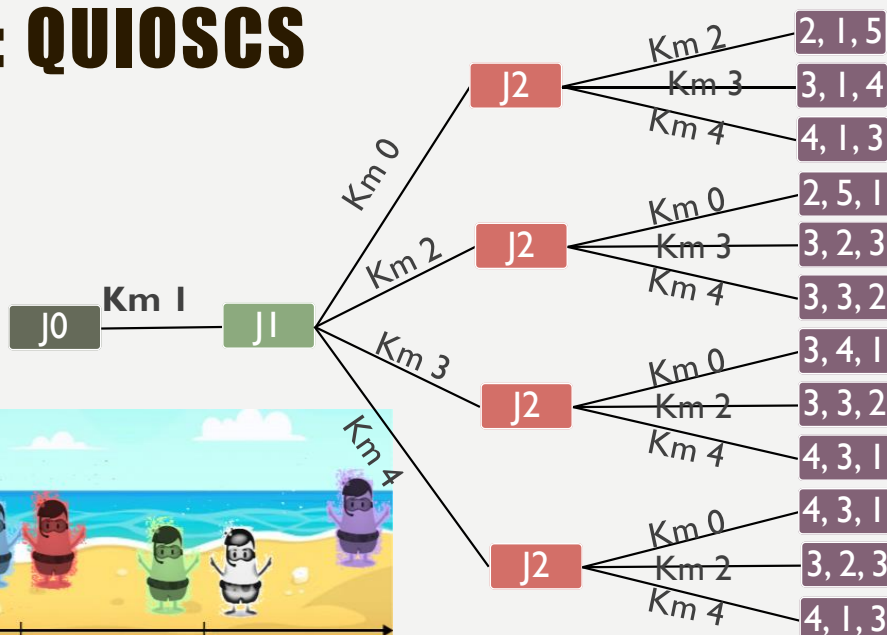 : QUIOSCS
J0
Km 1
J1
Km 0
Km 2
Km 3
Km 4
J2
Km 2
Km 3
Km 4
2, 1, 5
3, 1, 4
4, 1, 3
J2
Km 0
Km 3
Km 4
2, 5, 1
3, 2, 3
3, 3, 2
J2
Km 0
Km 2
Km 4
3, 4, 1
3, 3, 2
4, 3, 1
J2
Km 0
Km 2
Km 4
4, 3, 1
3, 2, 3
4, 1, 3